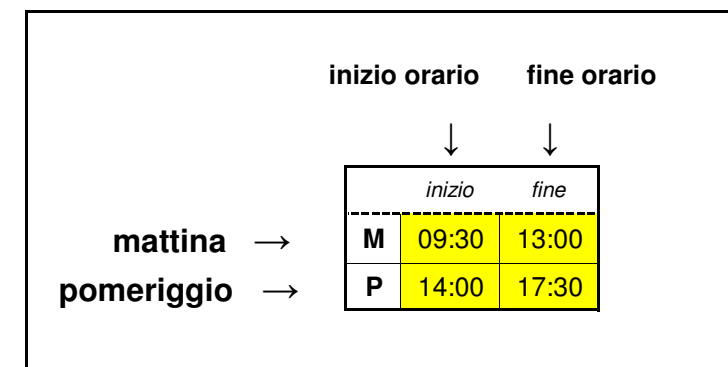 inizio orario fine orario
↓ ↓
inizio fine
mattina → M 09:30 13:00
pomeriggio → P 14:00 17:30